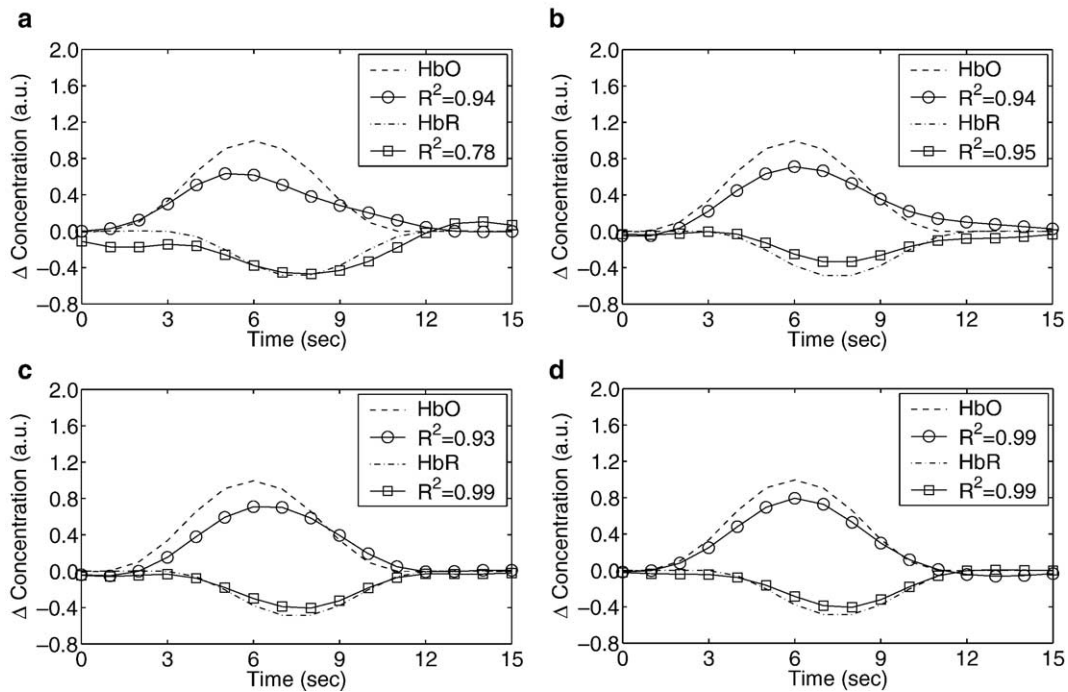 a
2.0
1.6
1.2
0.8
0.4
0.0
−0.4
−0.8
Δ Concentration (a.u.)
HbO
R²=0.94
HbR
R²=0.78
0 3 6 9 12 15
Time (sec)
b
2.0
1.6
1.2
0.8
0.4
0.0
−0.4
−0.8
Δ Concentration (a.u.)
HbO
R²=0.94
HbR
R²=0.95
0 3 6 9 12 15
Time (sec)
c
2.0
1.6
1.2
0.8
0.4
0.0
−0.4
−0.8
Δ Concentration (a.u.)
HbO
R²=0.93
HbR
R²=0.99
0 3 6 9 12 15
Time (sec)
d
2.0
1.6
1.2
0.8
0.4
0.0
−0.4
−0.8
Δ Concentration (a.u.)
HbO
R²=0.99
HbR
R²=0.99
0 3 6 9 12 15
Time (sec)